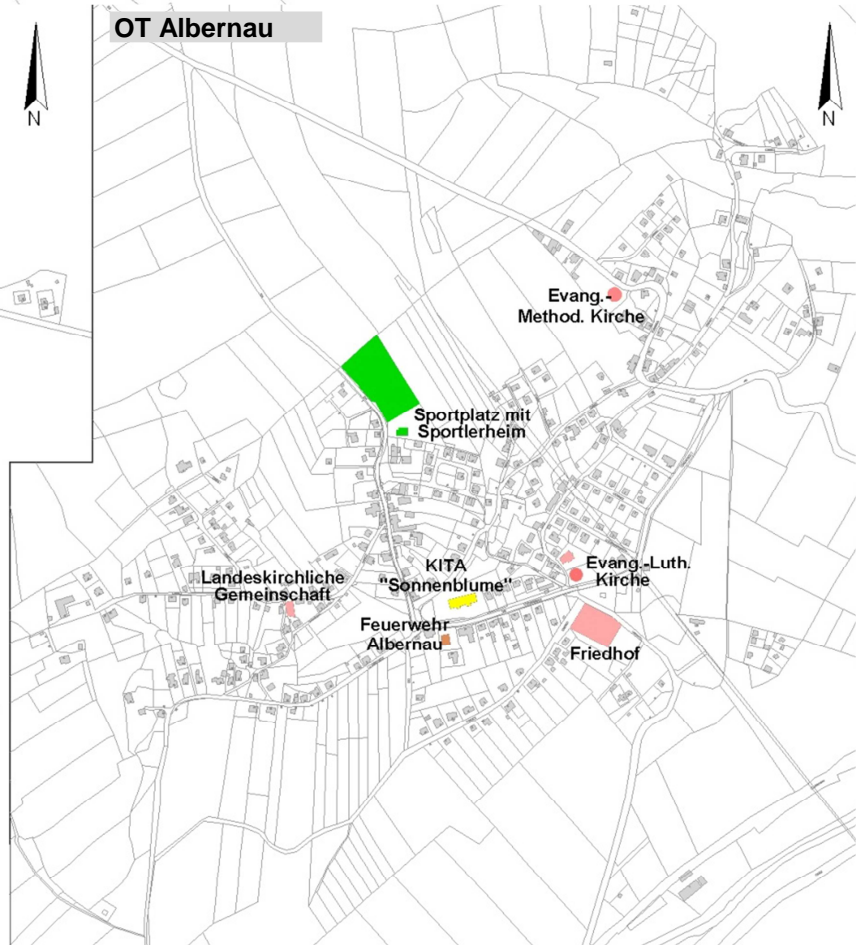 OT Albernau
N
N
Evang.-
Method. Kirche
Sportplatz mit
Sportlerheim
KITA
"Sonnenblume"
Evang.-Luth.
Kirche
Landeskirchliche
Gemeinschaft
Feuerwehr
Albernau
Friedhof